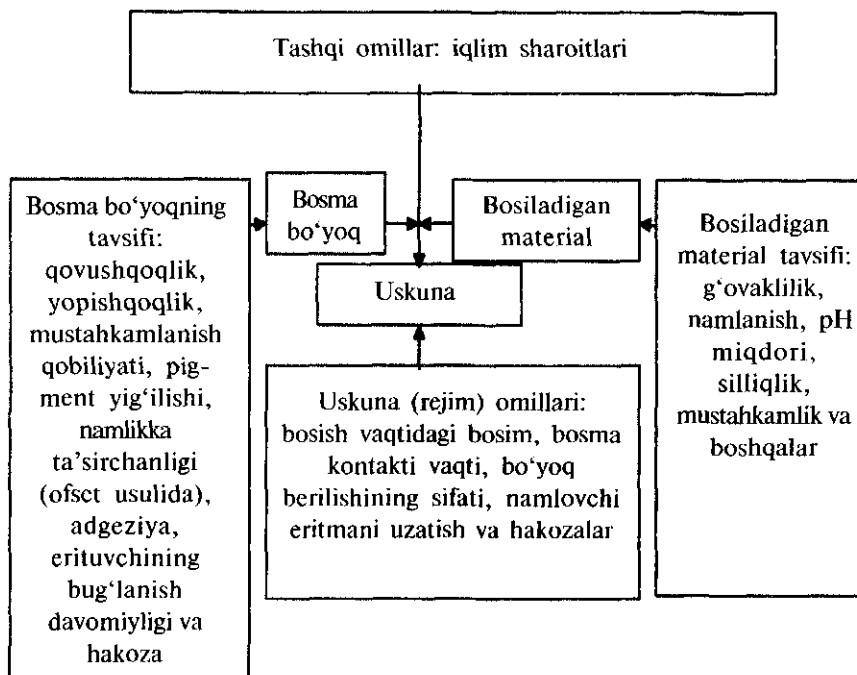 Tashqi omillar: iqlim sharoitlari
Bosma bo‘yoqning
tavsifi:
qovushqoqlik,
yopishqoqlik,
mustahkamlanish
qobiliyati, pig-
ment yig‘ilishi,
namlikka
ta’sirchanligi
(ofset usulida),
adgeziya,
erituvchining
bug‘lanish
davomiyligi va
hakoza
Bosma
bo‘yoq
Bosiladigan
material
Uskuna
Uskuna (rejim) omillari:
bosish vaqtidagi bosim, bosma
kontakti vaqti, bo‘yoq
berilishining sifati, namlovchi
eritmani uzatish va hakozalar
Bosiladigan
material tavsifi:
g‘ovaklilik,
namlanish, pH
miqdori,
silliqlik,
mustahkamlik va
boshqalar